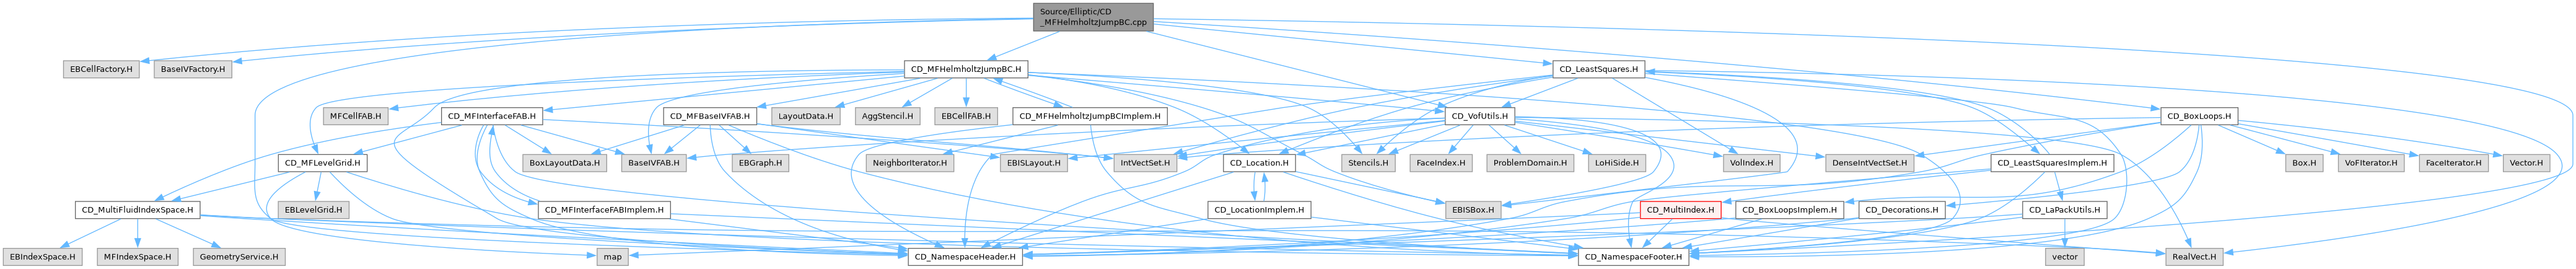 Source/Elliptic/CD
_MFHelmholtzJumpBC.cpp
EBCellFactory.H
BaseIVFactory.H
CD_MFHelmholtzJumpBC.H
CD_LeastSquares.H
MFCellFAB.H
CD_MFInterfaceFAB.H
CD_MFBaseIVFAB.H
LayoutData.H
AggStencil.H
EBCellFAB.H
CD_MFHelmholtzJumpBCImplem.H
CD_VofUtils.H
CD_BoxLoops.H
CD_MFLevelGrid.H
BoxLayoutData.H
BaseIVFAB.H
EBGraph.H
NeighborIterator.H
EBISLayout.H
IntVectSet.H
CD_Location.H
Stencils.H
FaceIndex.H
ProblemDomain.H
LoHiSide.H
VolIndex.H
DenseIntVectSet.H
CD_LeastSquaresImplem.H
Box.H
VoFIterator.H
FaceIterator.H
Vector.H
CD_MultiFluidIndexSpace.H
EBLevelGrid.H
CD_MFInterfaceFABImplem.H
CD_LocationImplem.H
EBISBox.H
CD_MultiIndex.H
CD_BoxLoopsImplem.H
CD_Decorations.H
CD_LaPackUtils.H
EBIndexSpace.H
MFIndexSpace.H
GeometryService.H
map
CD_NamespaceHeader.H
CD_NamespaceFooter.H
vector
RealVect.H